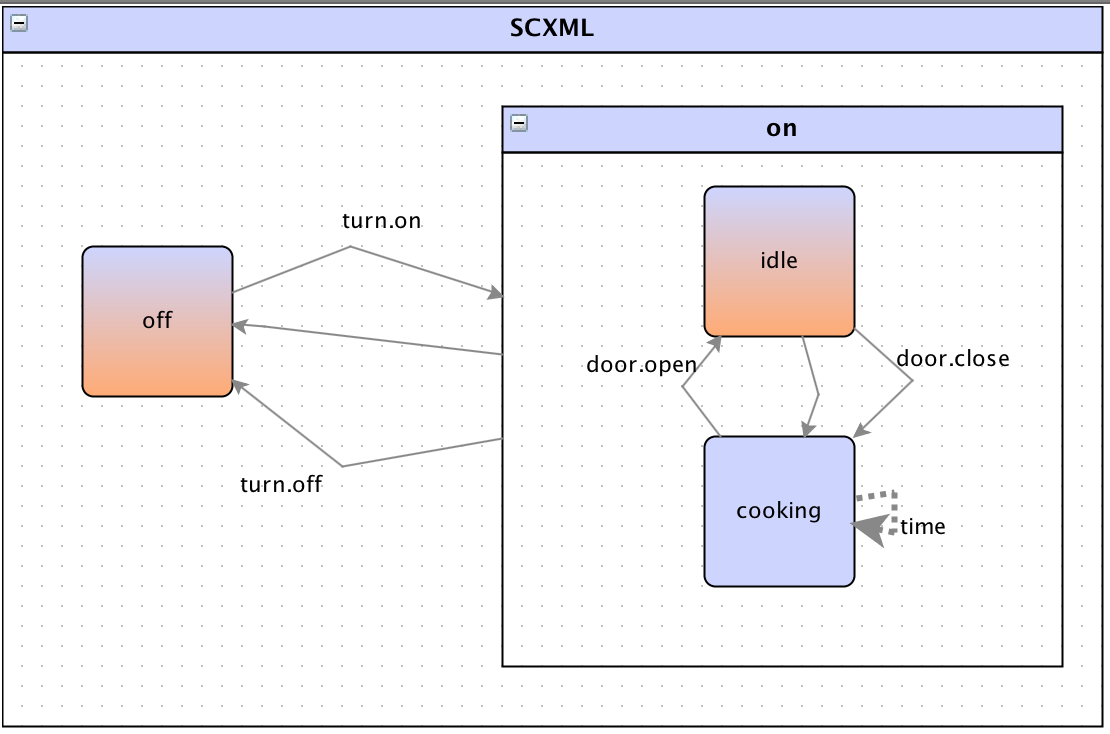 SCXML
on
turn.on
idle
off
door.open
door.close
turn.off
cooking
time